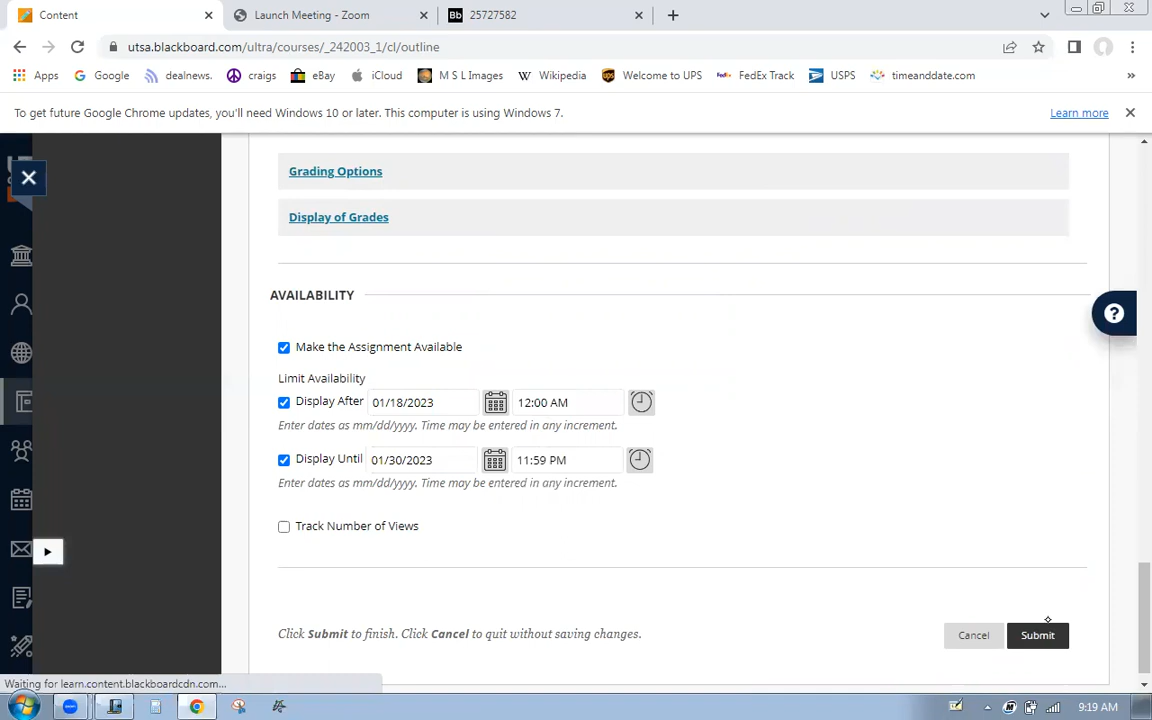 Content
Launch Meeting - Zoom
Bb 25727582
utsa.blackboard.com/ultra/courses/_242003_1/cl/outline
Apps Google dealnews. craigs eBay iCloud M S L Images W Wikipedia Welcome to UPS FedEx Track USPS timeanddate.com »
To get future Google Chrome updates, you'll need Windows 10 or later. This computer is using Windows 7. Learn more
Grading Options
Display of Grades
AVAILABILITY
Make the Assignment Available
Limit Availability
Display After 01/18/2023 12:00 AM
Enter dates as mm/dd/yyyy. Time may be entered in any increment.
Display Until 01/30/2023 11:59 PM
Enter dates as mm/dd/yyyy. Time may be entered in any increment.
Track Number of Views
Click Submit to finish. Click Cancel to quit without saving changes. Cancel Submit
Waiting for learn.content.blackboardcdn.com...
9:19 AM